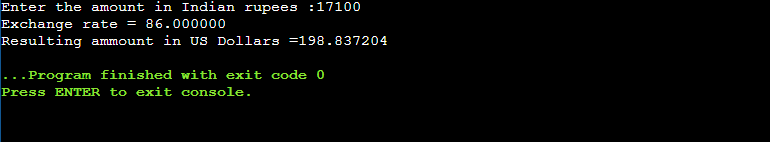 Enter the amount in Indian rupees :17100
Exchange rate = 86.000000
Resulting ammount in US Dollars =198.837204
...Program finished with exit code 0
Press ENTER to exit console.